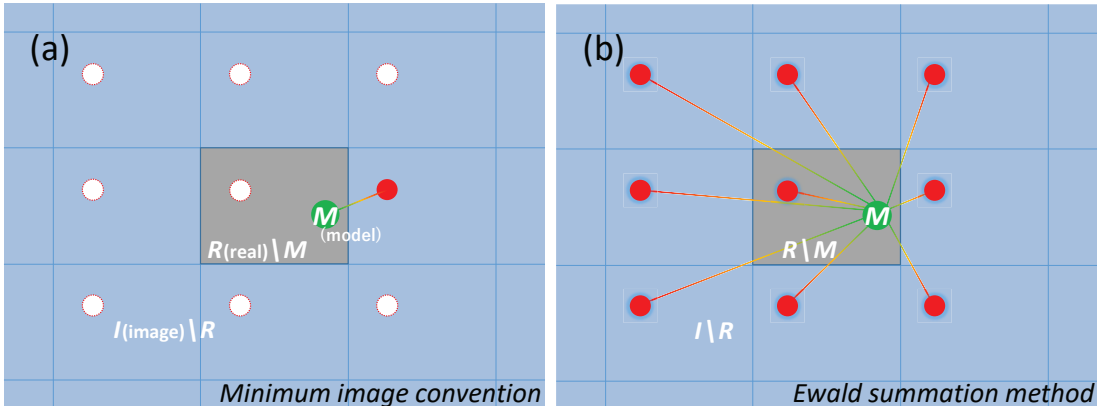 (a)
M
(model)
R(real)\M
I(image)\R
Minimum image convention
(b)
M
R\M
I\R
Ewald summation method